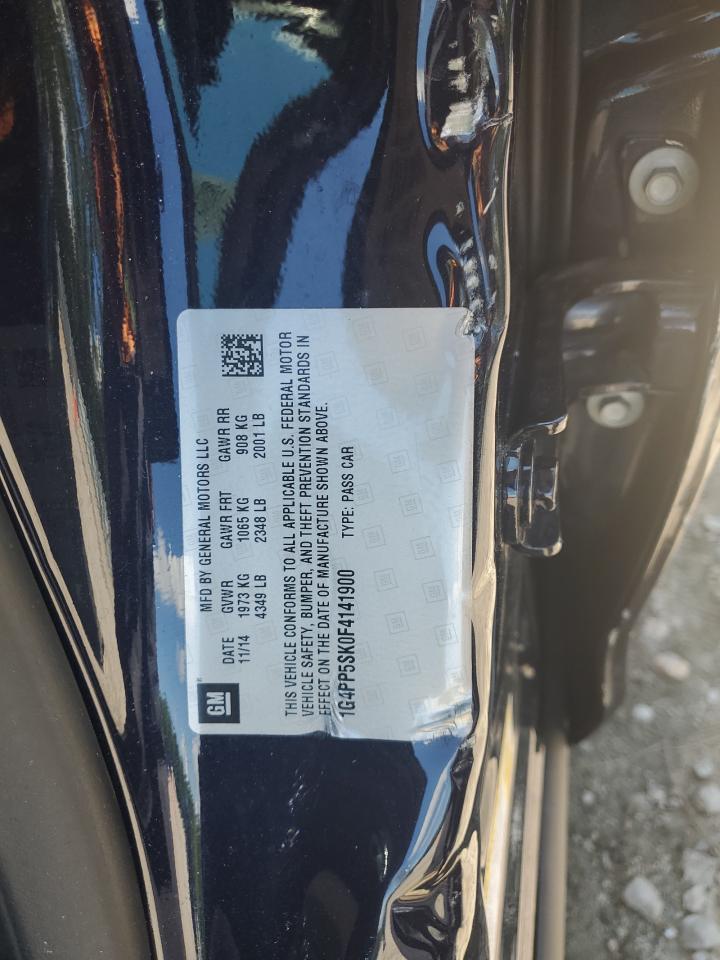 GM
MFD BY GENERAL MOTORS LLC
DATE GVWR GAWR FRT GAWR RR
11/14 1973 KG 1065 KG 908 KG
4349 LB 2348 LB 2001 LB
THIS VEHICLE CONFORMS TO ALL APPLICABLE U.S. FEDERAL MOTOR
VEHICLE SAFETY, BUMPER, AND THEFT PREVENTION STANDARDS IN
EFFECT ON THE DATE OF MANUFACTURE SHOWN ABOVE.
1G4PP5SK0F4141900 TYPE: PASS CAR